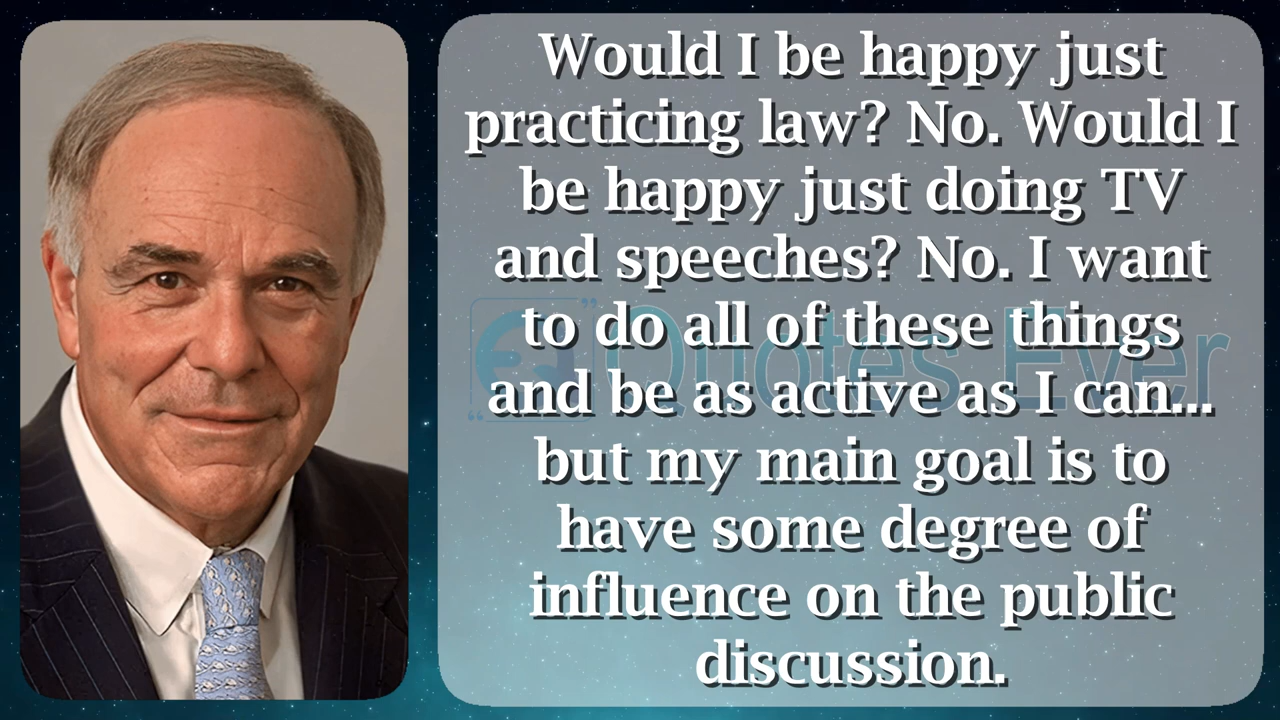 Would I be happy just
practicing law? No. Would I
be happy just doing TV
and speeches? No. I want
to do all of these things
and be as active as I can...
but my main goal is to
have some degree of
influence on the public
discussion.
Quotes Ever